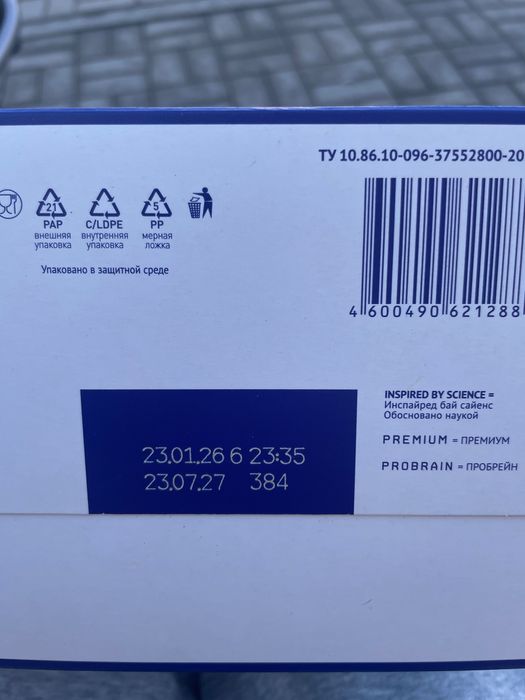 ТУ 10.86.10-096-37552800-20
21
PAP
внешняя
упаковка
C/LDPE
внутренняя
упаковка
5
PP
мерная
ложка
Упаковано в защитной среде
4 600490 621288
INSPIRED BY SCIENCE =
Инспайред бай сайенс
Обосновано наукой
PREMIUM = ПРЕМИУМ
PROBRAIN = ПРОБРЕЙН
23.01.26 6 23:35
23.07.27 384